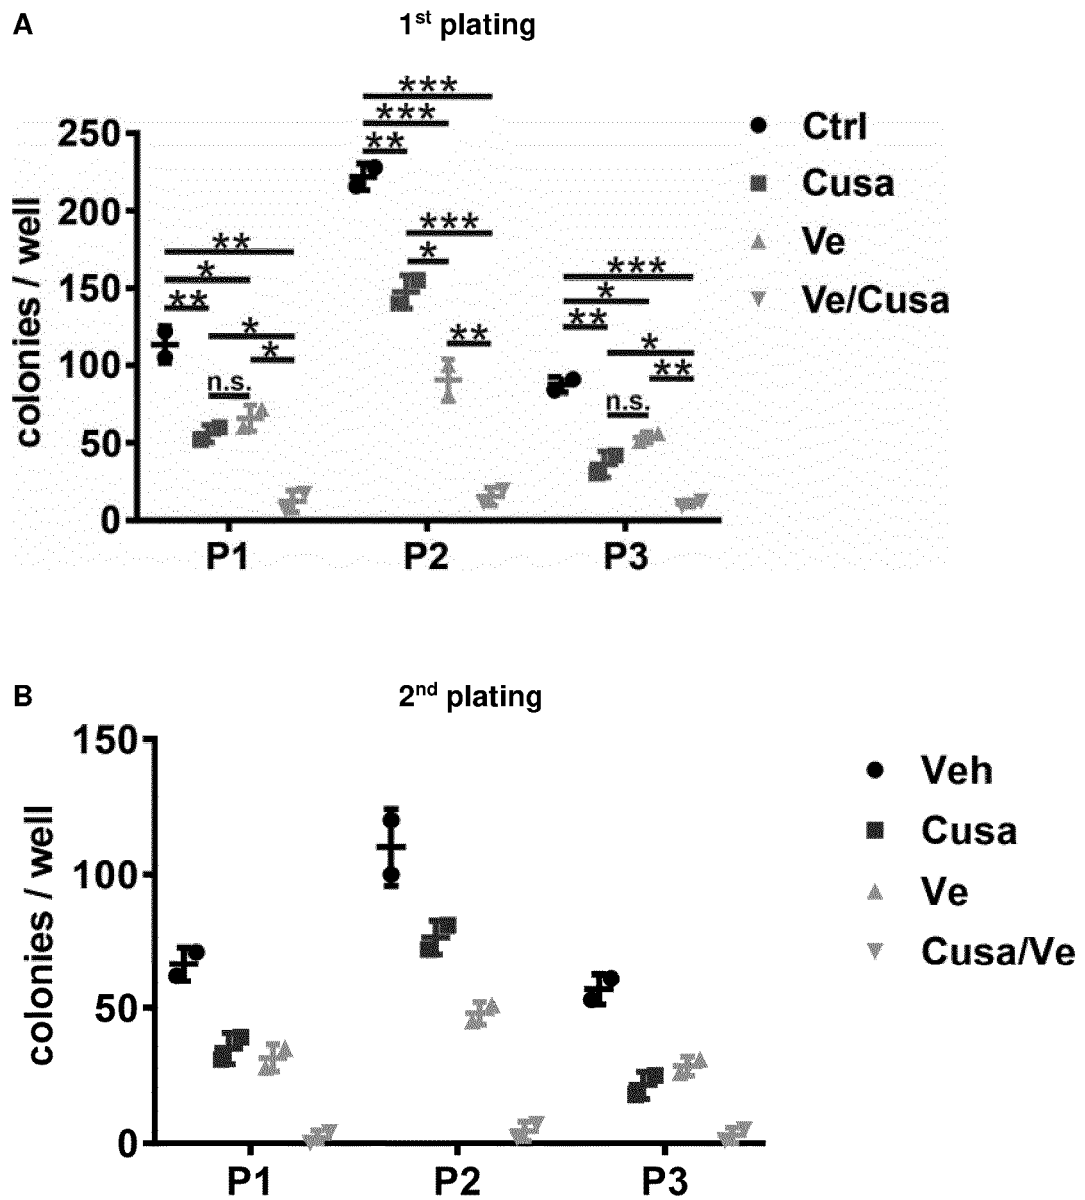 A
1st plating
***
***
**
250
Ctrl
200
Cusa
***
**
*
*
Ve
***
150
*
**
*
Ve/Cusa
**
*
**
*
*
100
**
n.s.
n.s.
50
0
colonies / well
P1 P2 P3
B
2nd plating
150
Veh
Cusa
100
Ve
Cusa/Ve
50
0
colonies / well
P1 P2 P3